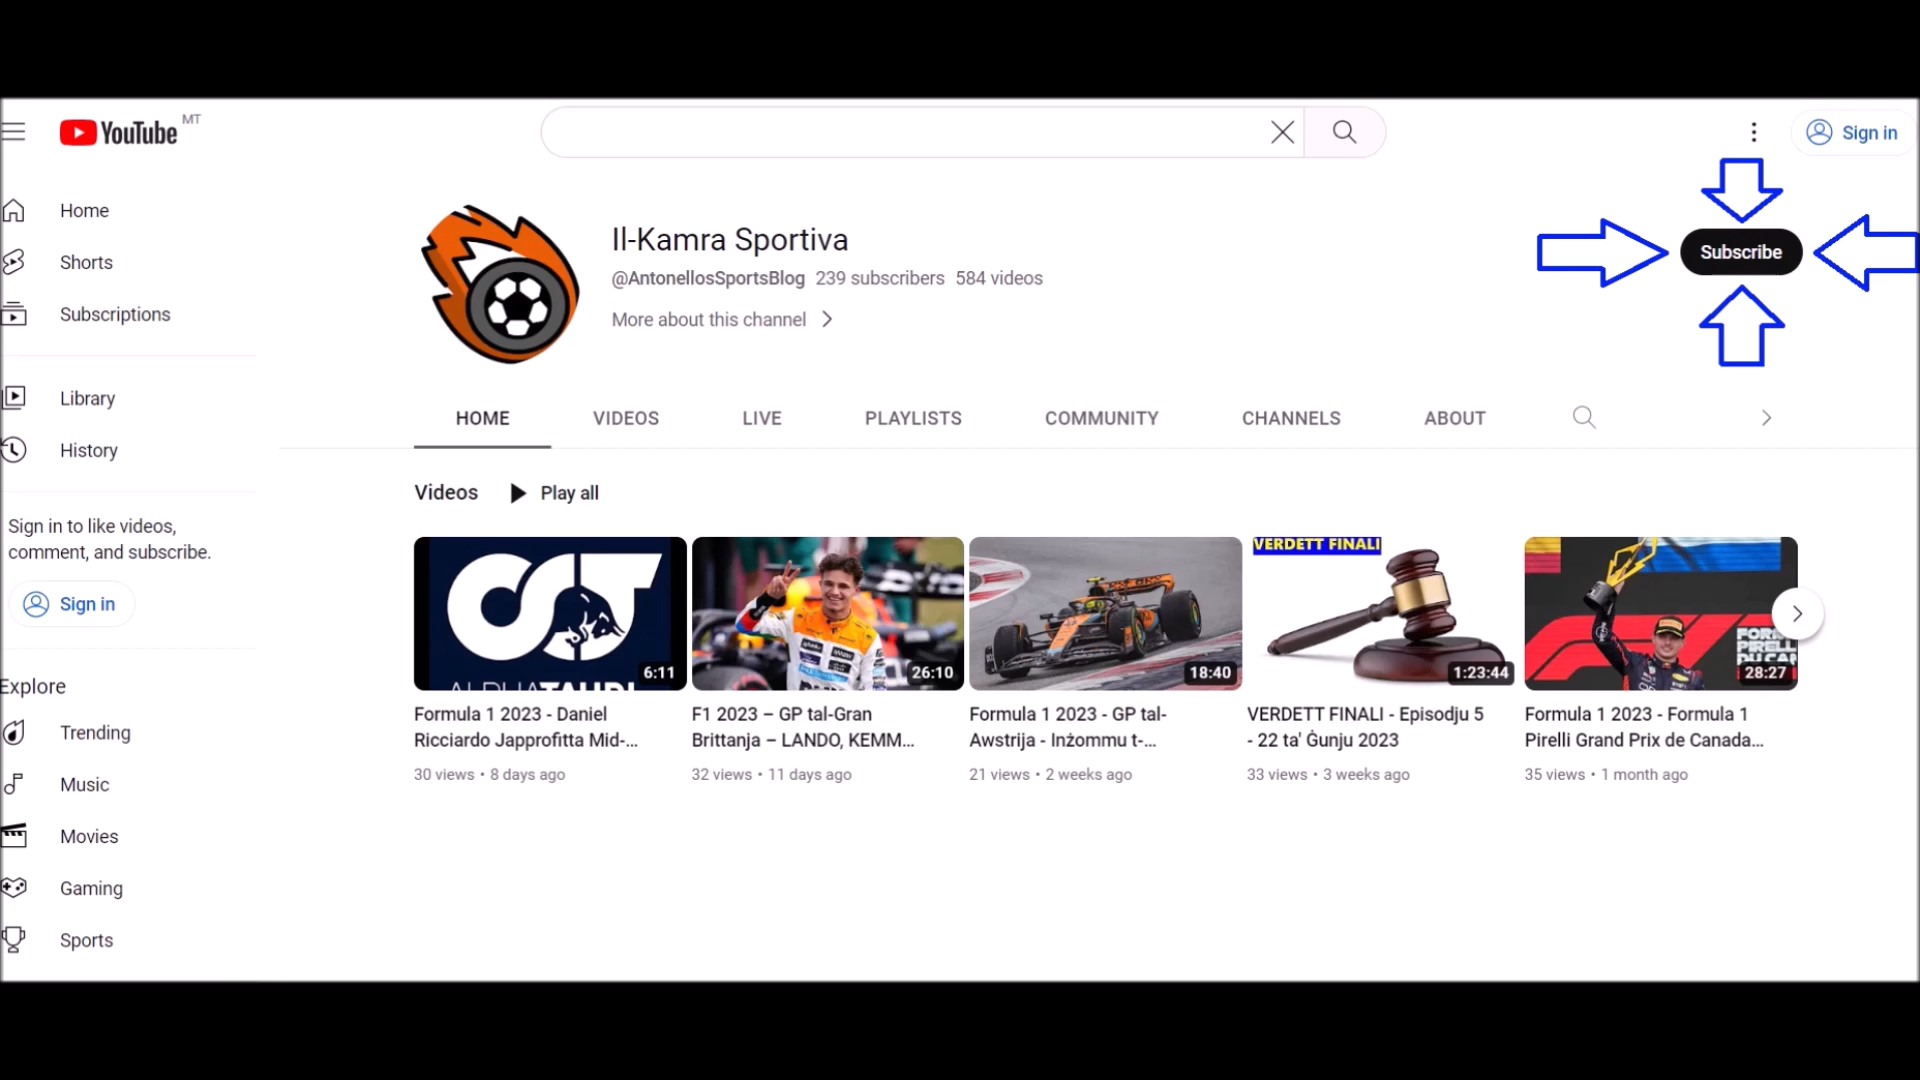 YouTube MT
Sign in
Home
Shorts
Subscriptions
Library
History
Sign in to like videos,
comment, and subscribe.
Sign in
Explore
Trending
Music
Movies
Gaming
Sports
Il-Kamra Sportiva
@AntonellosSportsBlog 239 subscribers 584 videos
More about this channel
Subscribe
HOME VIDEOS LIVE PLAYLISTS COMMUNITY CHANNELS ABOUT
Videos Play all
ALPHATAURI
6:11
Formula 1 2023 - Daniel
Ricciardo Japprofitta Mid-...
30 views • 8 days ago
26:10
F1 2023 – GP tal-Gran
Brittanja – LANDO, KEMM...
32 views • 11 days ago
18:40
Formula 1 2023 - GP tal-
Awstrija - Inżommu t-...
21 views • 2 weeks ago
VERDETT FINALI
1:23:44
VERDETT FINALI - Episodju 5
- 22 ta' Ġunju 2023
33 views • 3 weeks ago
28:27
Formula 1 2023 - Formula 1
Pirelli Grand Prix de Canada...
35 views • 1 month ago